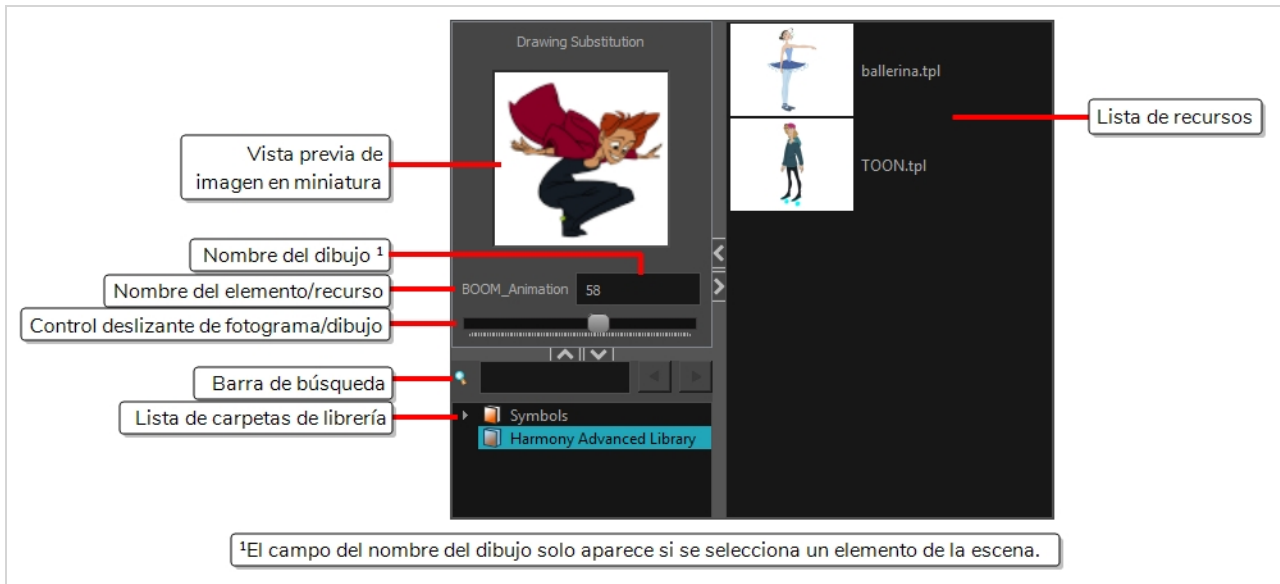 Drawing Substitution
ballerina.tpl
Lista de recursos
Vista previa de
imagen en miniatura
TOON.tpl
Nombre del dibujo ¹
Nombre del elemento/recurso
BOOM_Animation 58
Control deslizante de fotograma/dibujo
Barra de búsqueda
Lista de carpetas de librería
Symbols
Harmony Advanced Library
¹El campo del nombre del dibujo solo aparece si se selecciona un elemento de la escena.